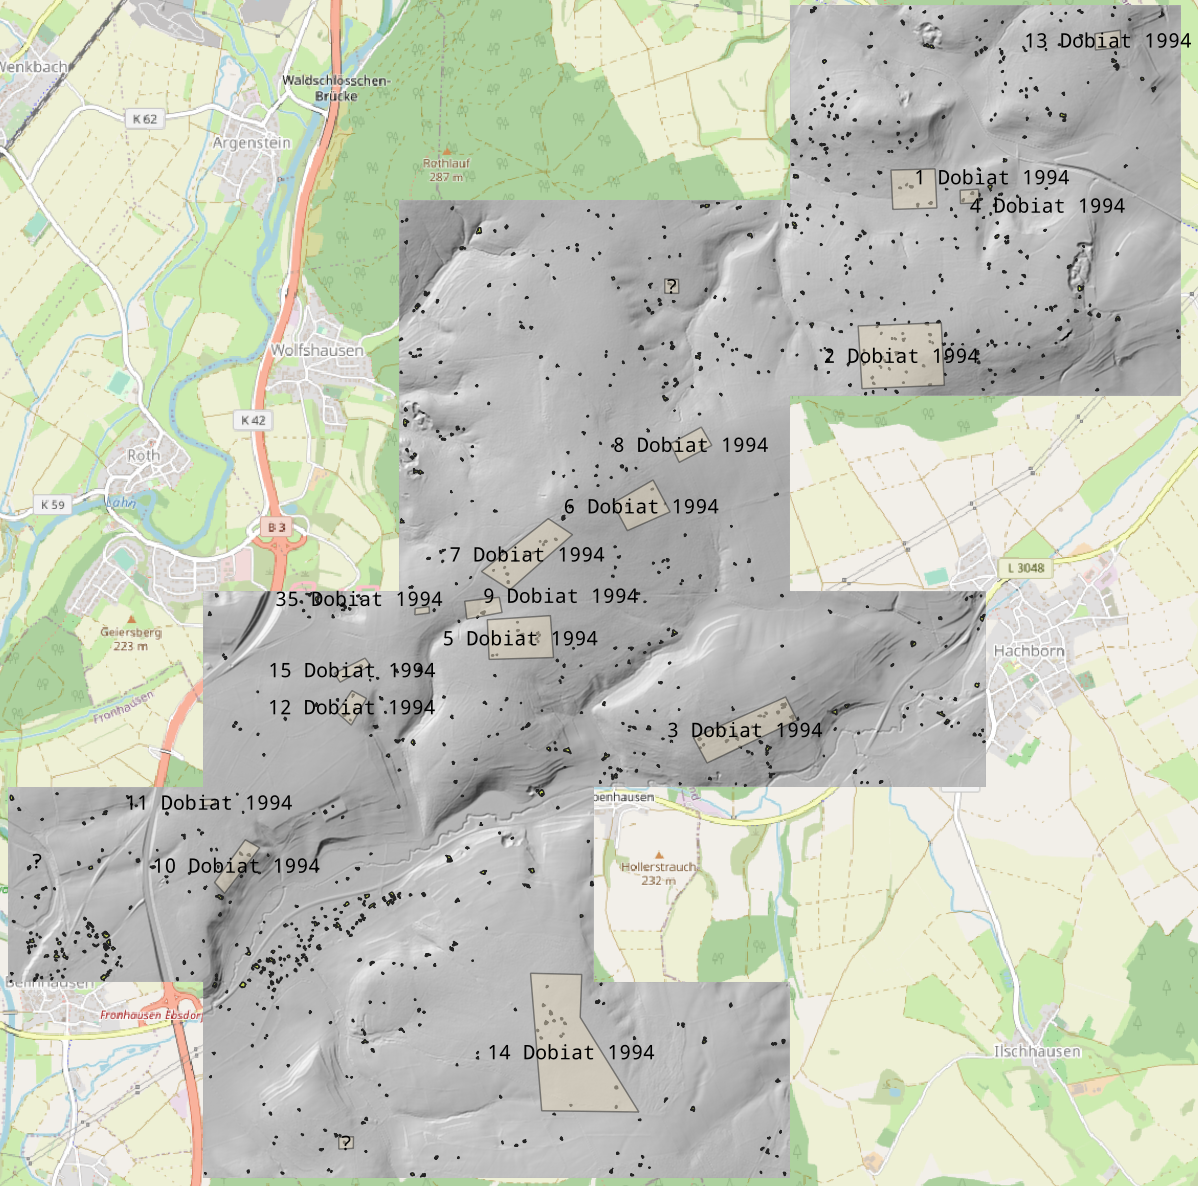 Wenkbach
K 62
Argenstein
Waldschlösschen-
Brücke
Rothlauf
287 m
13 Dobiat 1994
1 Dobiat 1994
4 Dobiat 1994
?
Wolfshausen
2 Dobiat 1994
K 42
Roth
8 Dobiat 1994
K 59
Lahn
6 Dobiat 1994
B 3
7 Dobiat 1994
L 3048
35 Dobiat 1994
9 Dobiat 1994
Geiersberg
223 m
5 Dobiat 1994
Hachborn
15 Dobiat 1994
Fronhausen
12 Dobiat 1994
3 Dobiat 1994
11 Dobiat 1994
?
10 Dobiat 1994
Hollerstrauch
232 m
Bellnhausen
Fronhausen Ebsdorf
14 Dobiat 1994
Ilschhausen
?